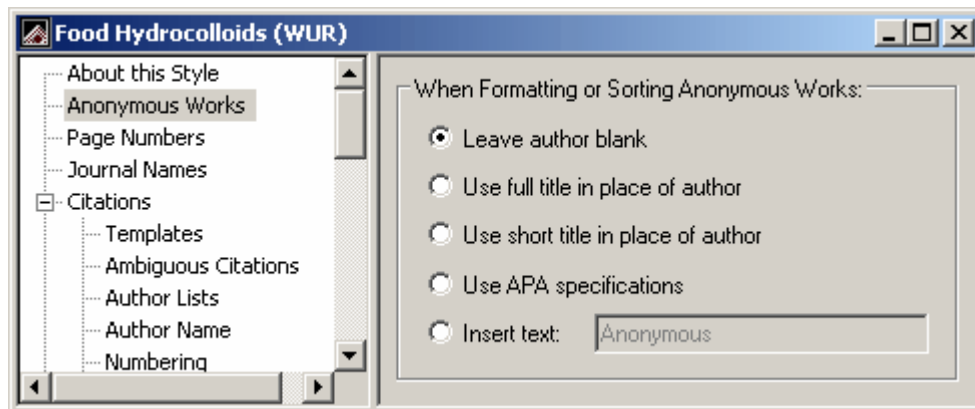 Food Hydrocolloids (WUR)
About this Style
Anonymous Works
Page Numbers
Journal Names
Citations
Templates
Ambiguous Citations
Author Lists
Author Name
Numbering
When Formatting or Sorting Anonymous Works:
Leave author blank
Use full title in place of author
Use short title in place of author
Use APA specifications
Insert text: Anonymous